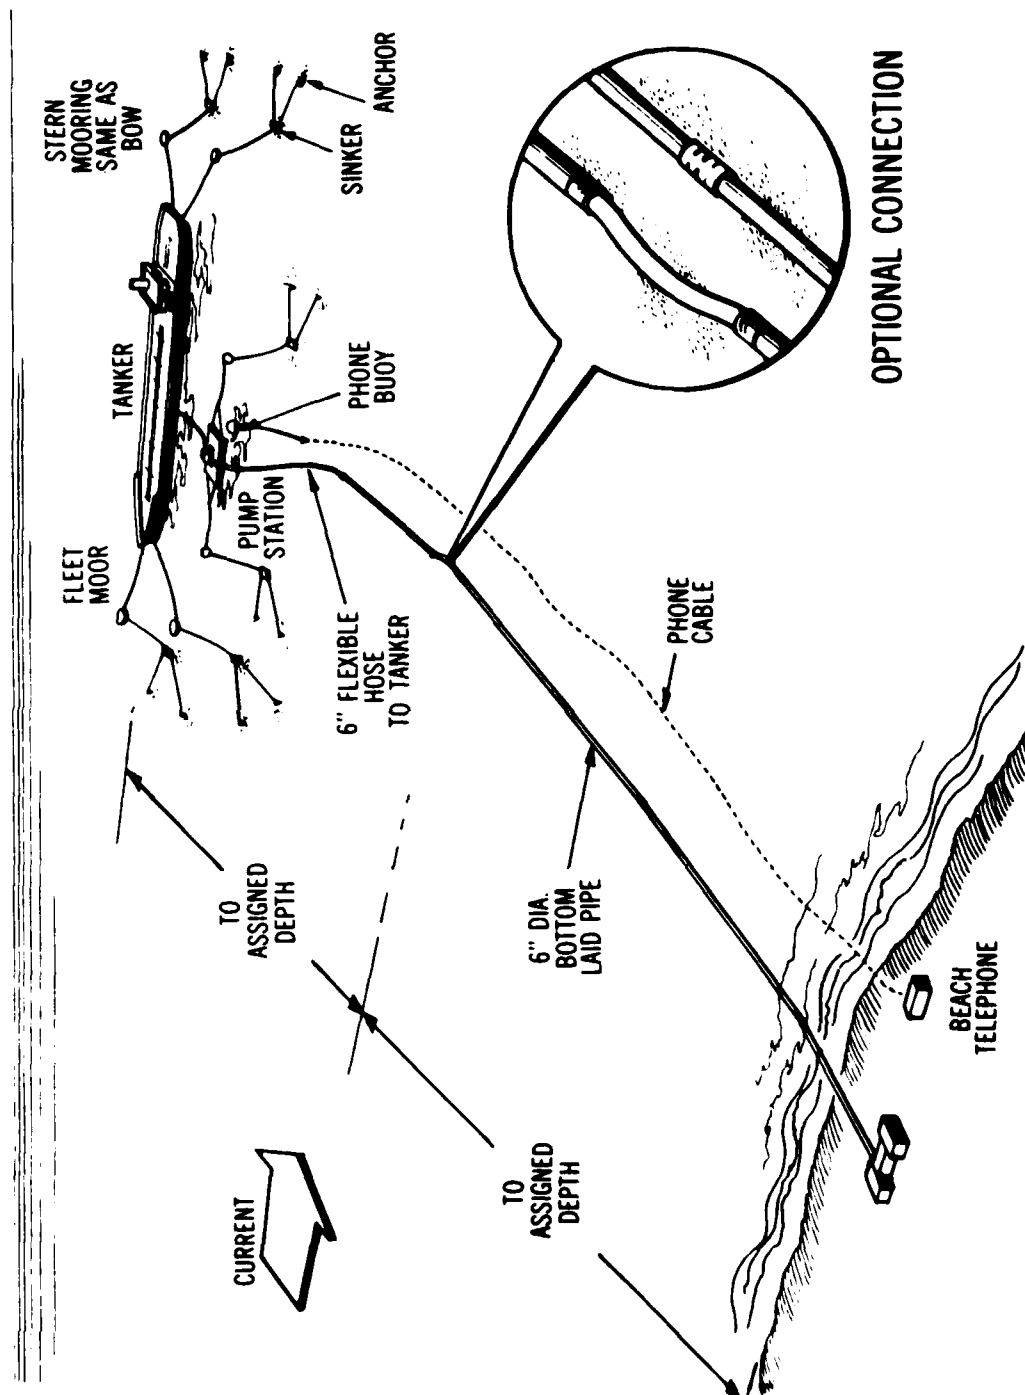 STERN
MOORING
SAME AS
BOW
TANKER
FLEET
MOOR
ANCHOR
SINKER
PHONE
BUOY
PUMP
STATION
6" FLEXIBLE
HOSE
TO TANKER
TO
ASSIGNED
DEPTH
CURRENT
OPTIONAL CONNECTION
PHONE
CABLE
6" DIA.
BOTTOM
LAID PIPE
TO
ASSIGNED
DEPTH
BEACH
TELEPHONE